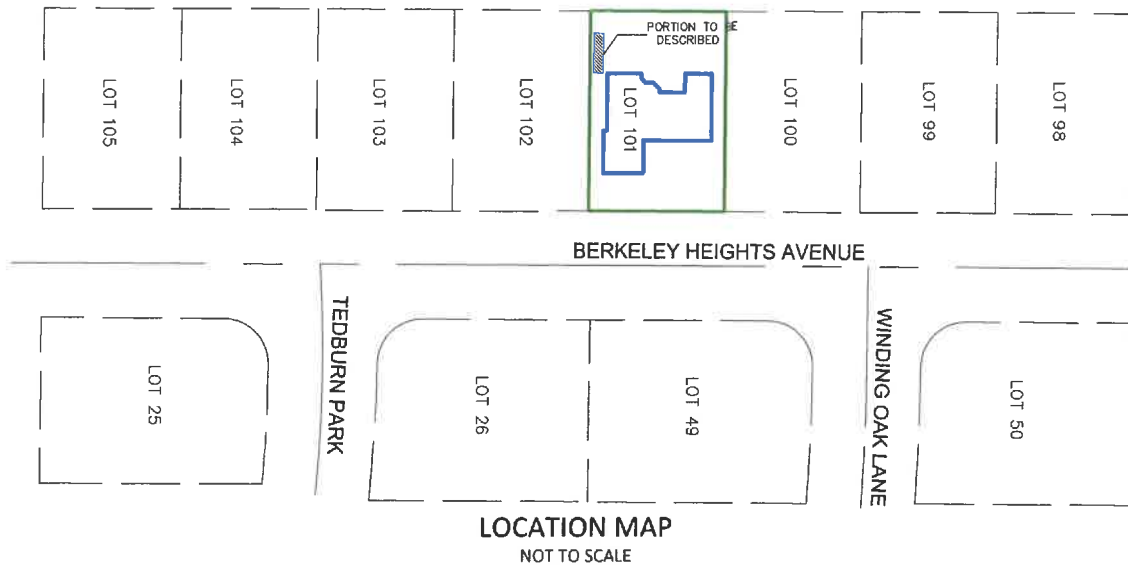 PORTION TO BE
DESCRIBED
LOT 105
LOT 104
LOT 103
LOT 102
LOT 101
LOT 100
LOT 99
LOT 98
BERKELEY HEIGHTS AVENUE
TEDBURN PARK
WINDING OAK LANE
LOT 25
LOT 26
LOT 49
LOT 50
LOCATION MAP
NOT TO SCALE